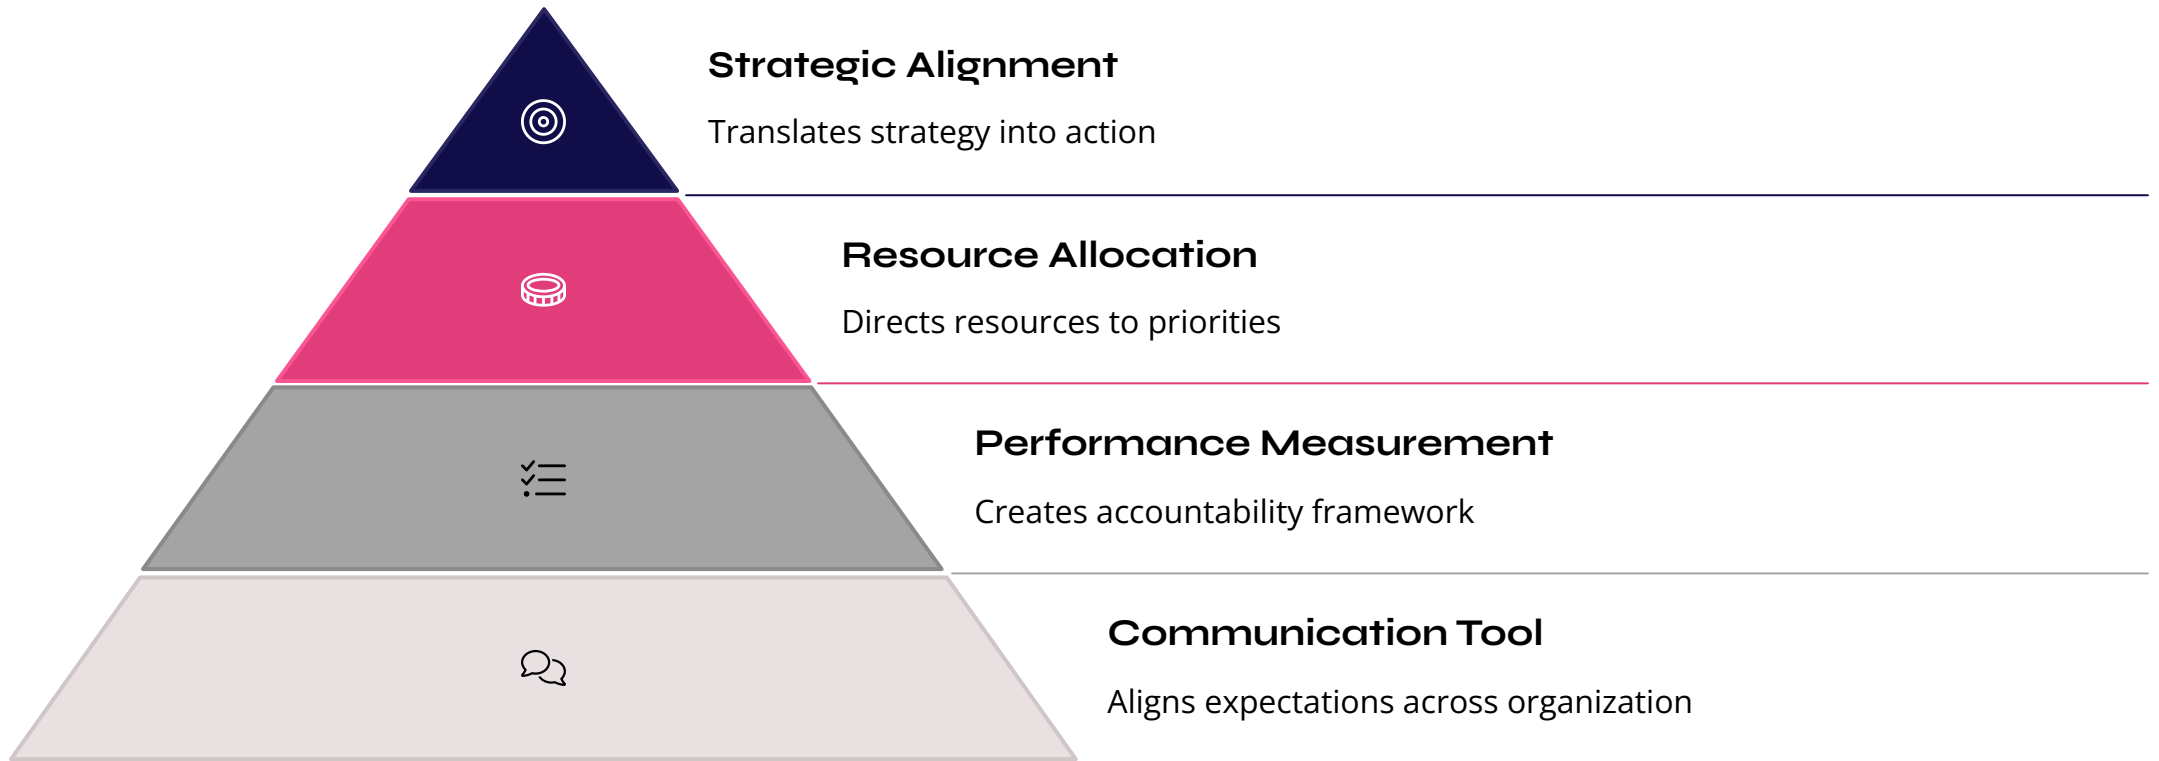 Strategic Alignment
Translates strategy into action
Resource Allocation
Directs resources to priorities
Performance Measurement
Creates accountability framework
Communication Tool
Aligns expectations across organization